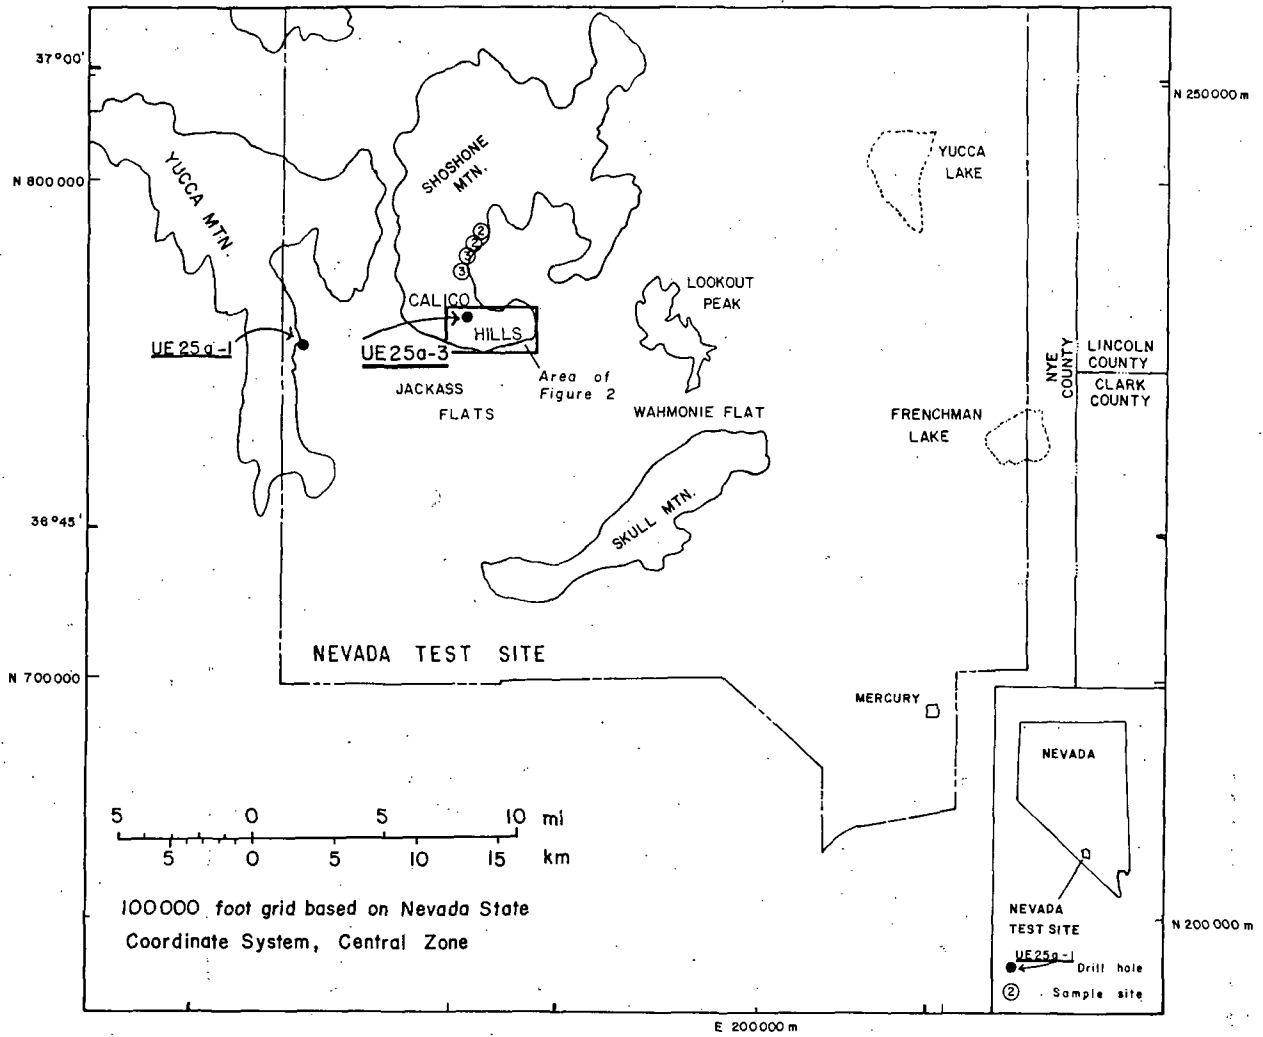 37°00'
N 250000 m
N 800000
YUCCA MTN.
SHOSHONE
MTN.
YUCCA
LAKE
2
2
3
3
CALICO
HILLS
LOOKOUT
PEAK
UE25a-1
UE25a-3
Area of
Figure 2
JACKASS
FLATS
WAHMONIE FLAT
NYE
COUNTY
LINCOLN
COUNTY
CLARK
COUNTY
FRENCHMAN
LAKE
36°45'
SKULL MTN.
NEVADA TEST SITE
N 700000
MERCURY
NEVADA
5 0 5 10 mi
5 0 5 10 15 km
100000 foot grid based on Nevada State
Coordinate System, Central Zone
NEVADA
TEST SITE
N 200000 m
UE25a-1
Drill hole
2 Sample site
E 200000 m